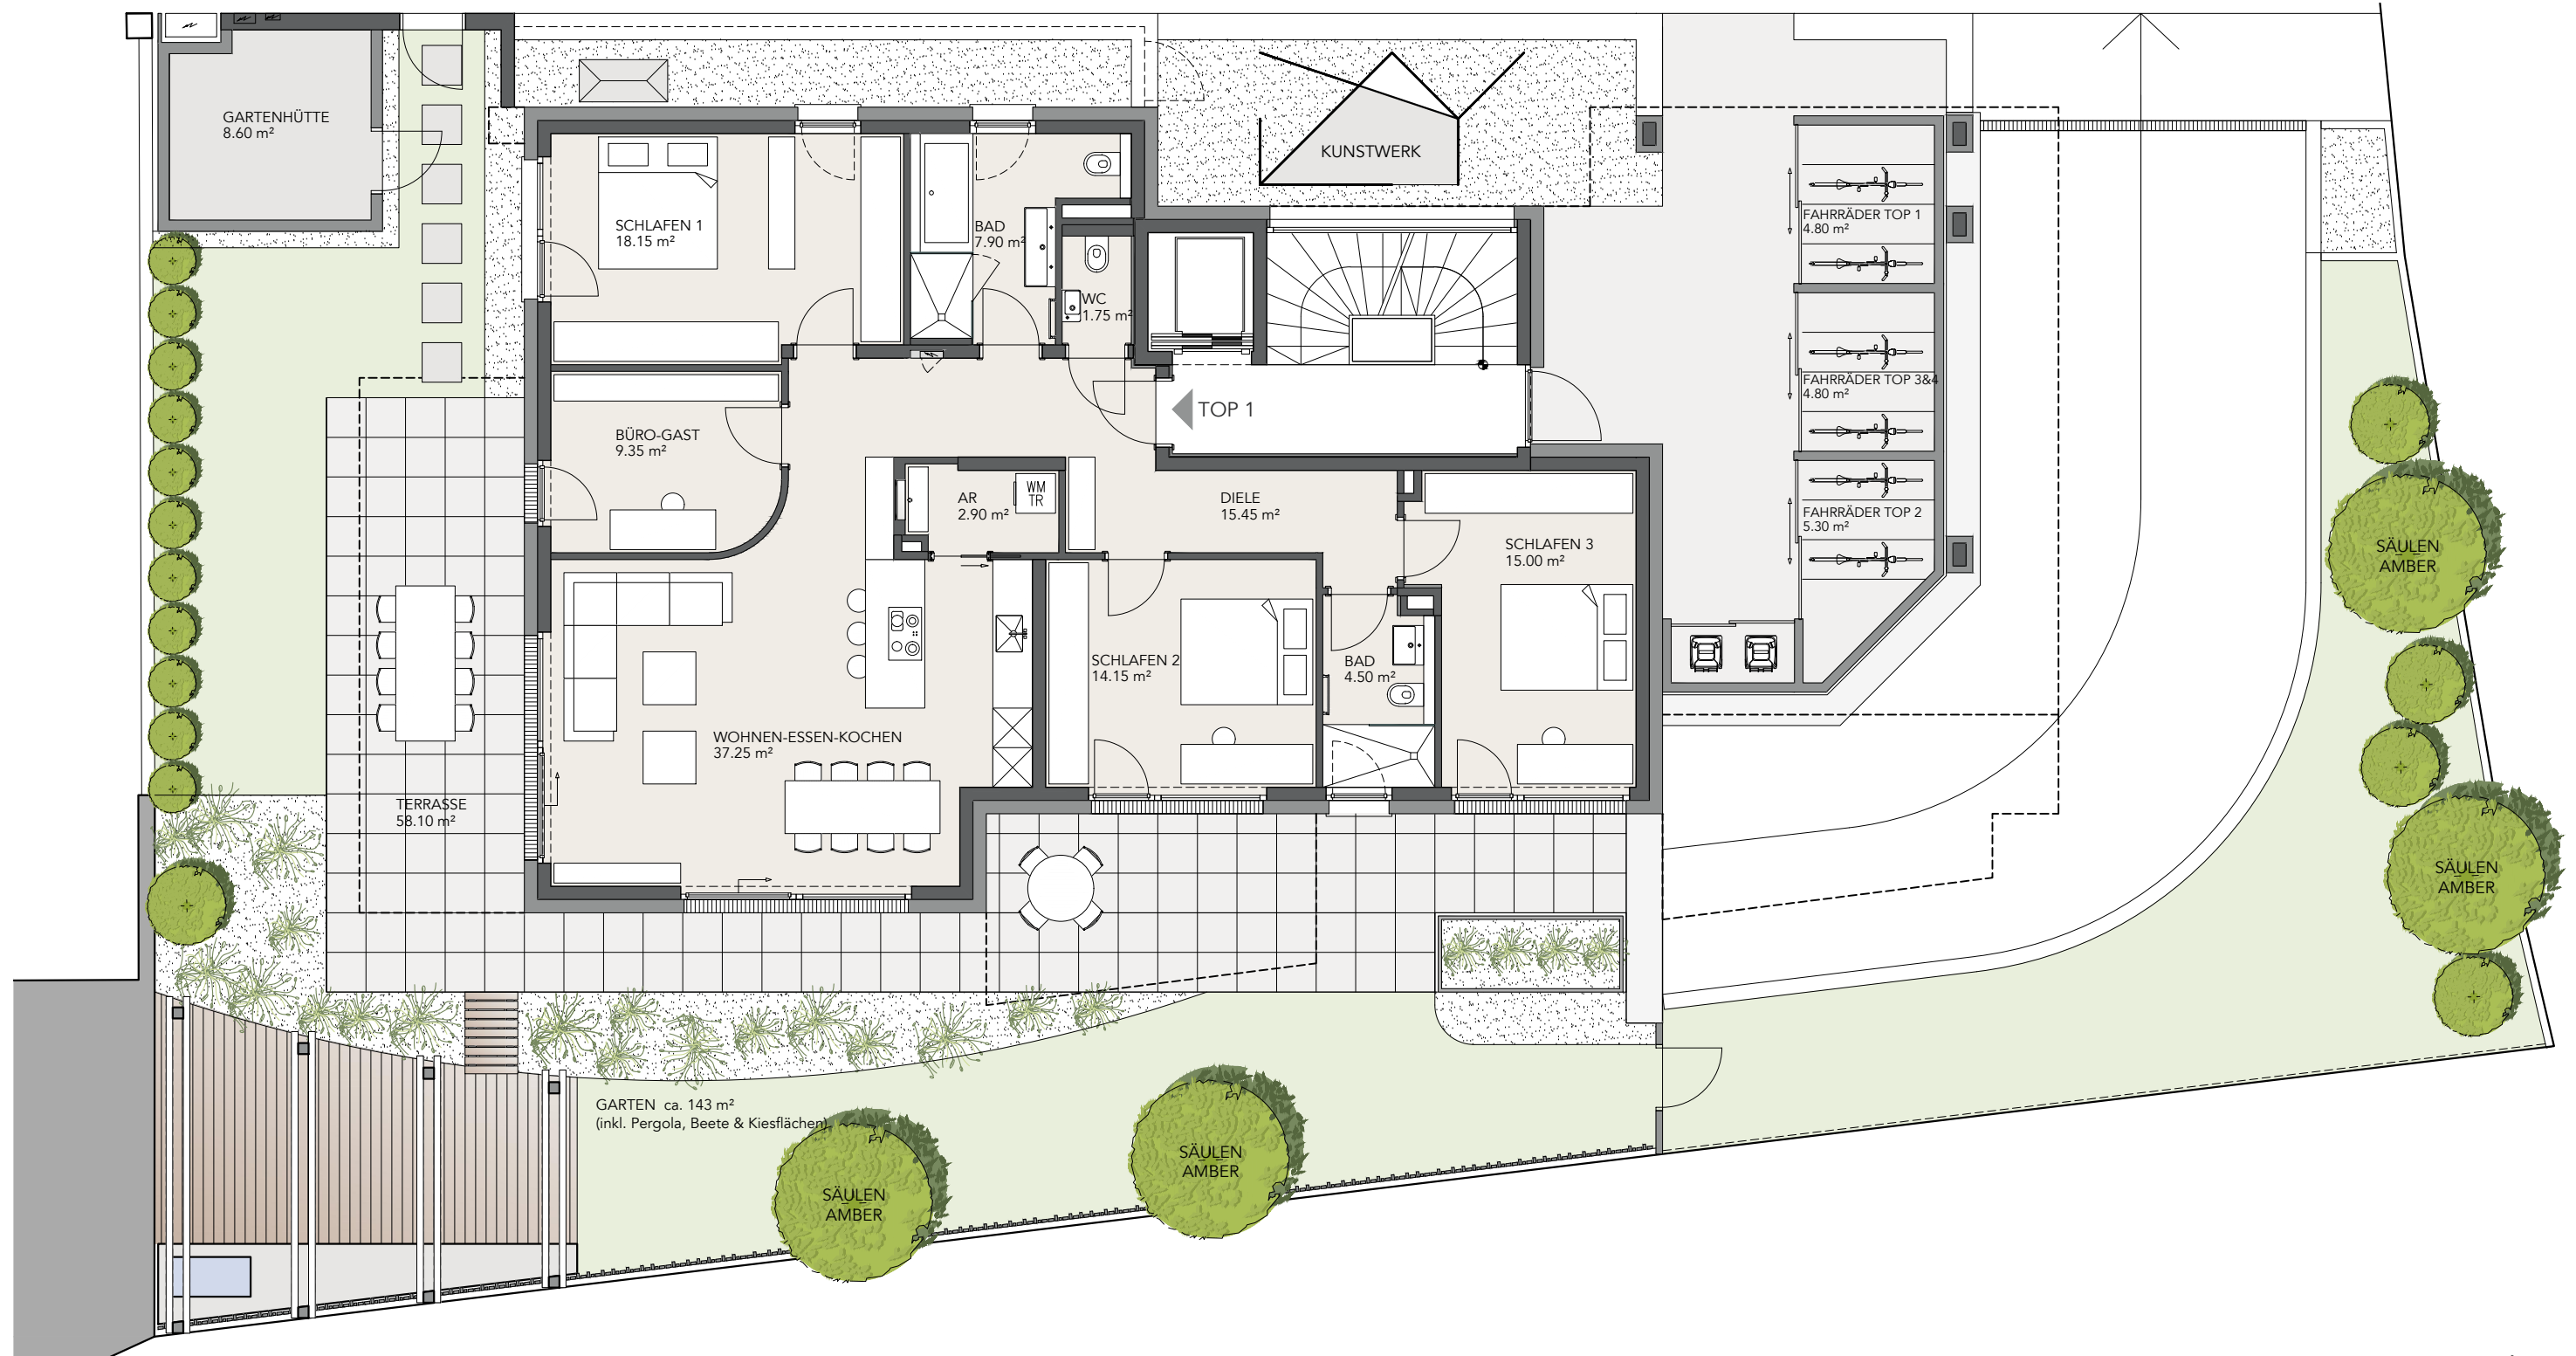 GARTENHÜTTE
8.60 m²
KUNSTWERK
SCHLAFEN 1
18.15 m²
BAD
7.90 m²
WC
1.75 m²
FAHRRÄDER TOP 1
4.80 m²
FAHRRÄDER TOP 3&4
4.80 m²
TOP 1
BÜRO-GAST
9.35 m²
AR
2.90 m²
WM
TR
DIELE
15.45 m²
FAHRRÄDER TOP 2
5.30 m²
SCHLAFEN 3
15.00 m²
SÄULEN
AMBER
SCHLAFEN 2
14.15 m²
BAD
4.50 m²
WOHNEN-ESSEN-KOCHEN
37.25 m²
TERRASSE
58.10 m²
SÄULEN
AMBER
GARTEN ca. 143 m²
(inkl. Pergola, Beete & Kiesflächen)
SÄULEN
AMBER
SÄULEN
AMBER